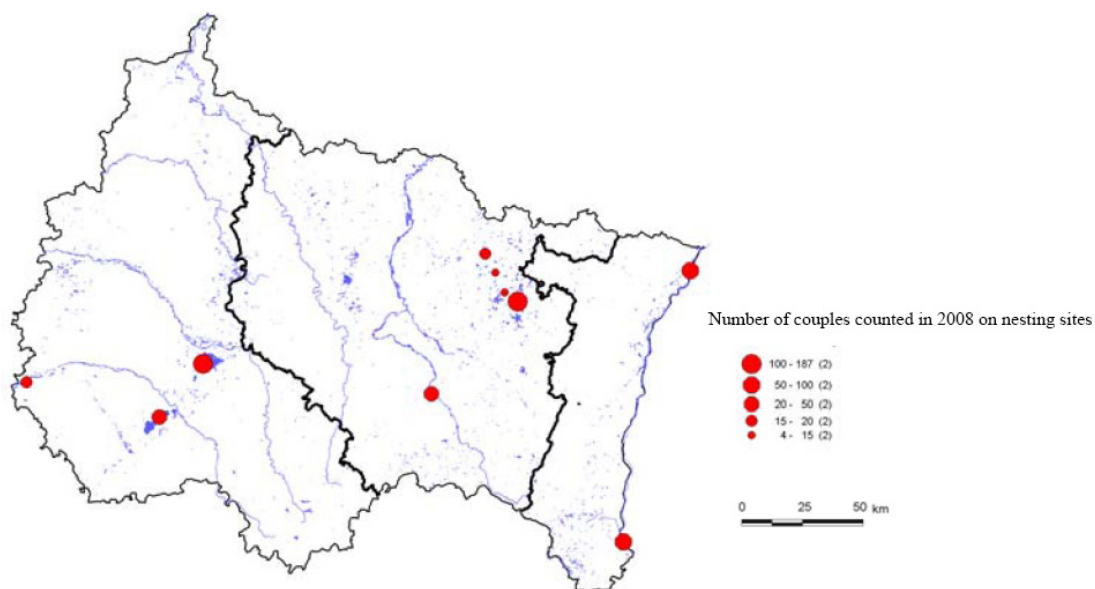 Number of couples counted in 2008 on nesting sites
100 - 187 (2)
50 - 100 (2)
20 - 50 (2)
15 - 20 (2)
4 - 15 (2)
0 25 50 km